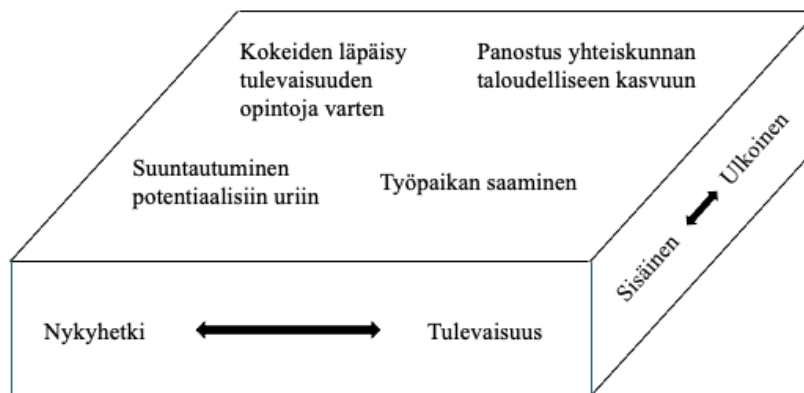 Kokeiden läpäisy
tulevaisuuden
opintoja varten
Panostus yhteiskunnan
taloudelliseen kasvuun
Suuntautuminen
potentiaalisiin uriin
Työpaikan saaminen
Ulkoinen
Sisäinen
Nykyhetki
Tulevaisuus